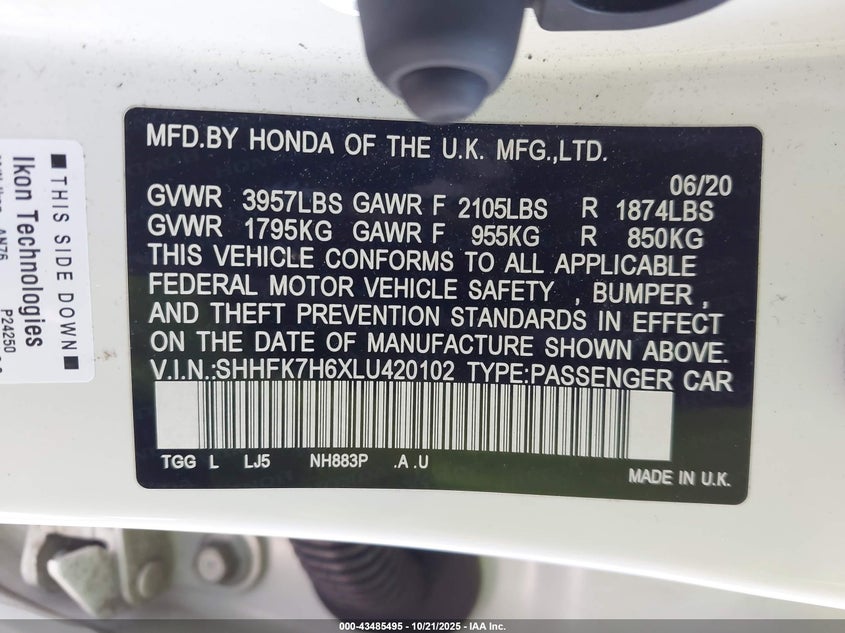 MFD.BY HONDA OF THE U.K. MFG.,LTD.
06/20
GVWR 3957LBS GAWR F 2105LBS R 1874LBS
GVWR 1795KG GAWR F 955KG R 850KG
THIS VEHICLE CONFORMS TO ALL APPLICABLE
FEDERAL MOTOR VEHICLE SAFETY , BUMPER ,
AND THEFT PREVENTION STANDARDS IN EFFECT
ON THE DATE OF MANUFACTURE SHOWN ABOVE.
V.I.N.:SHHFK7H6XLU420102 TYPE:PASSENGER CAR
TGG L LJ5 NH883P .A .U
MADE IN U.K.
■ THIS SIDE DOWN ■
Ikon Technologies
AN76
P24250
000-43485495 - 10/21/2025 - IAA Inc.